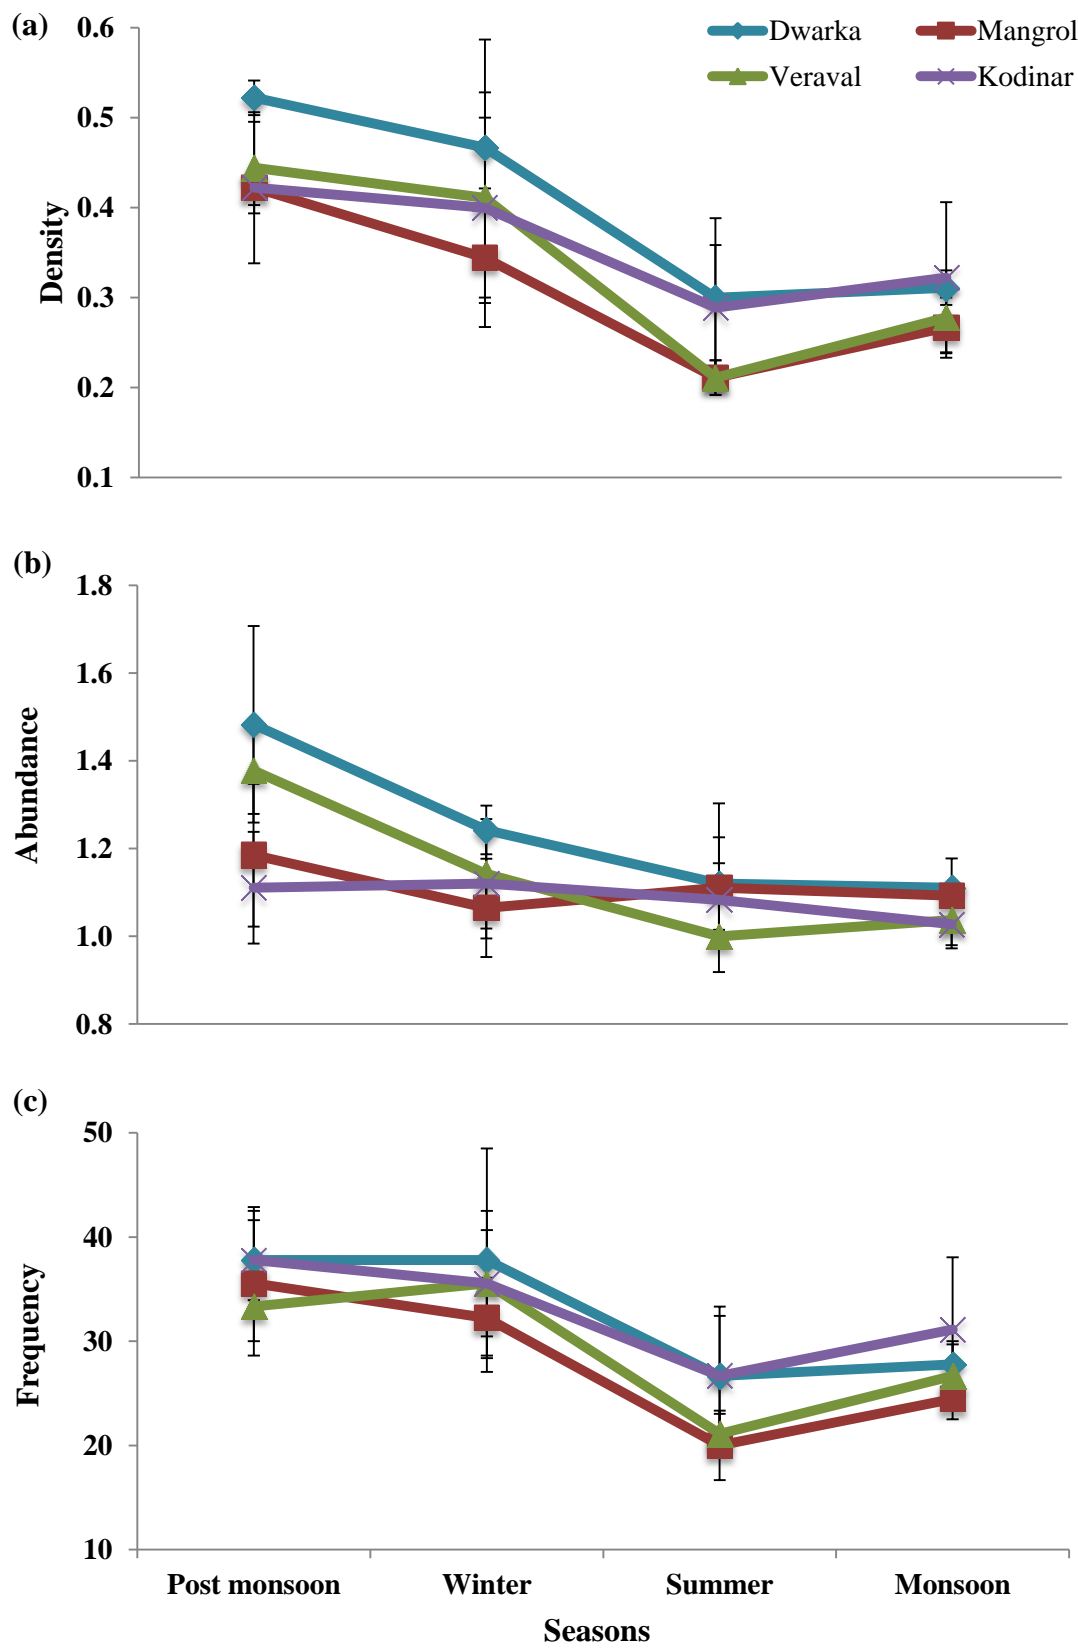 (a)
Dwarka
Mangrol
Veraval
Kodinar
Density
0.6
0.5
0.4
0.3
0.2
0.1
(b)
Abundance
1.8
1.6
1.4
1.2
1.0
0.8
(c)
Frequency
50
40
30
20
10
Post monsoon Winter Summer Monsoon
Seasons